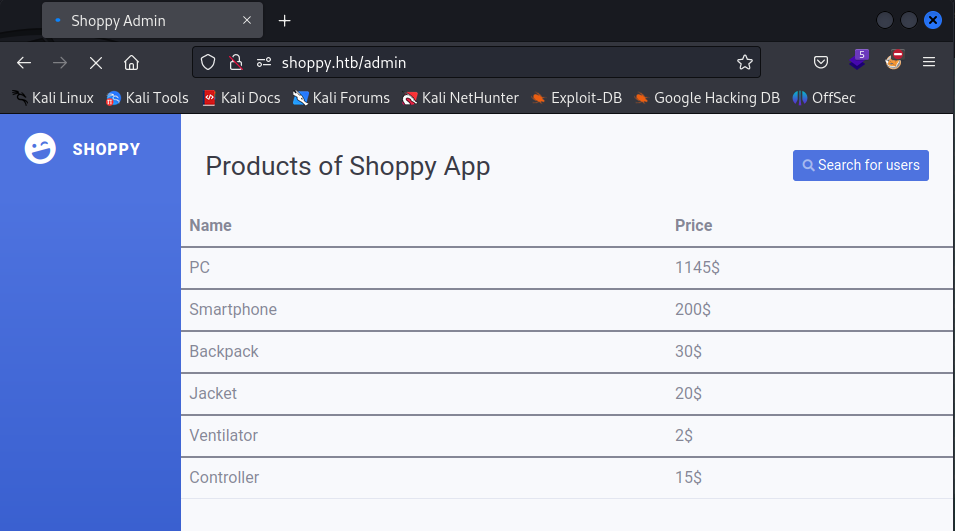 Shoppy Admin
shoppy.htb/admin
5
Kali Linux Kali Tools Kali Docs Kali Forums Kali NetHunter Exploit-DB Google Hacking DB OffSec
SHOPPY
Products of Shoppy App
Search for users
Name Price
PC 1145$
Smartphone 200$
Backpack 30$
Jacket 20$
Ventilator 2$
Controller 15$